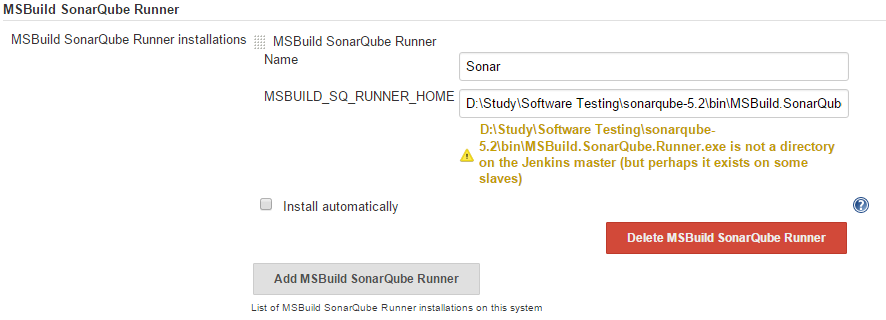 MSBuild SonarQube Runner
MSBuild SonarQube Runner installations
MSBuild SonarQube Runner
Name
Sonar
MSBUILD_SQ_RUNNER_HOME
D:\Study\Software Testing\sonarqube-5.2\bin\MSBuild.SonarQub
D:\Study\Software Testing\sonarqube-
5.2\bin\MSBuild.SonarQube.Runner.exe is not a directory
on the Jenkins master (but perhaps it exists on some
slaves)
Install automatically
Delete MSBuild SonarQube Runner
Add MSBuild SonarQube Runner
List of MSBuild SonarQube Runner installations on this system